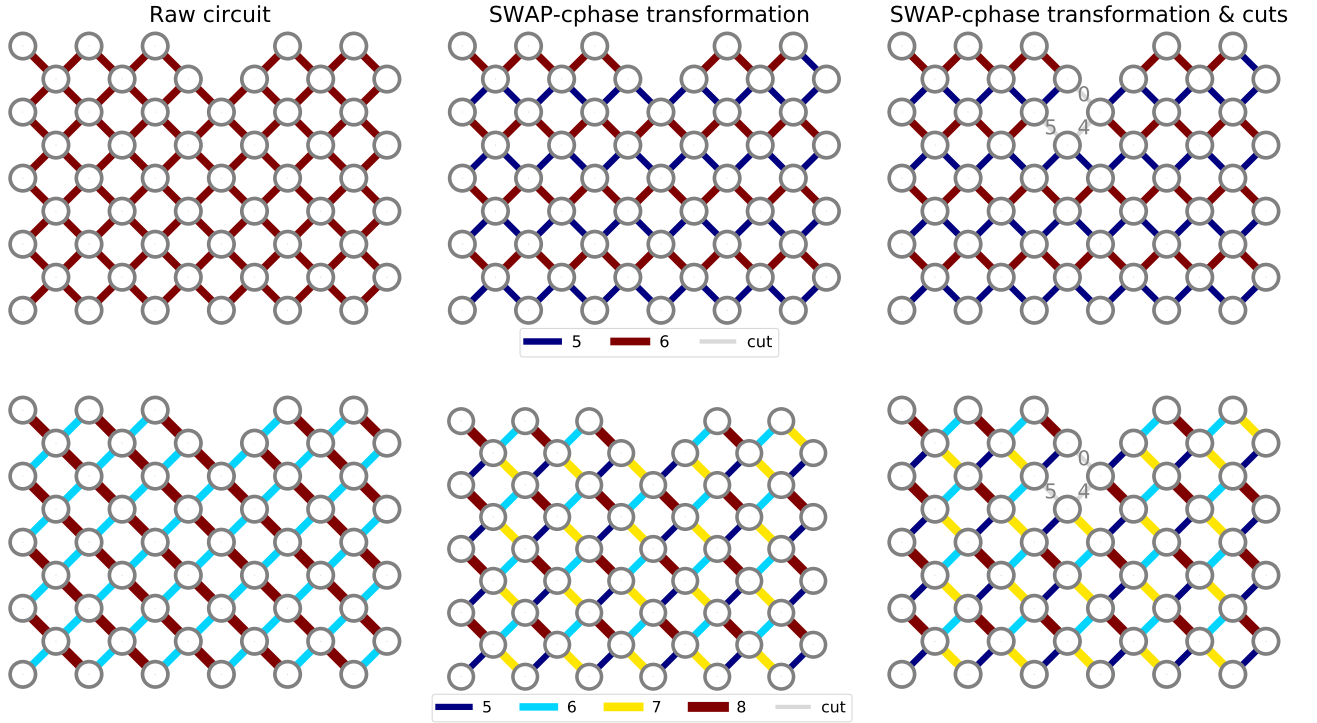 Raw circuit
SWAP-cphase transformation
SWAP-cphase transformation & cuts
0
5 4
5 6 cut
0
5 4
5 6 7 8 cut